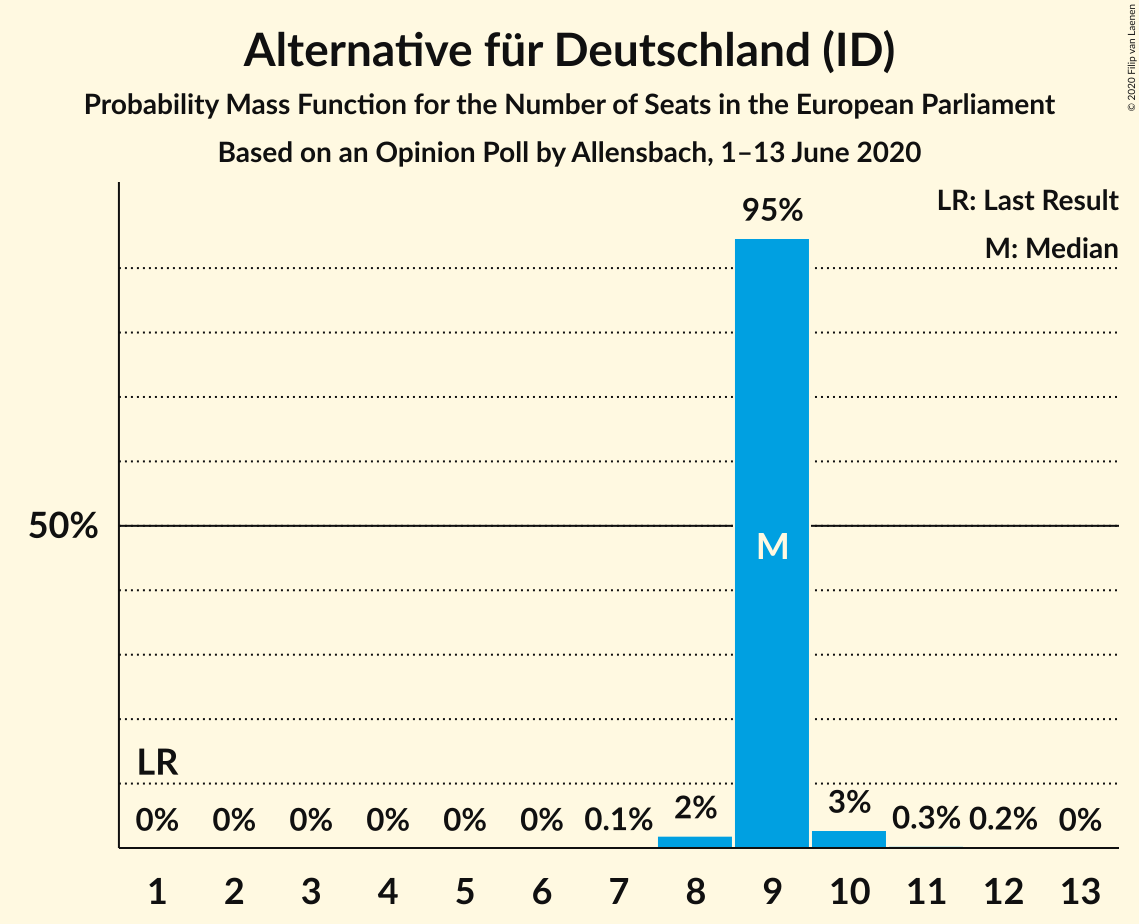 Alternative für Deutschland (ID)
Probability Mass Function for the Number of Seats in the European Parliament
Based on an Opinion Poll by Allensbach, 1–13 June 2020
© 2020 Filip van Laenen
LR: Last Result
M: Median
95%
50%
M
LR
0% 0% 0% 0% 0% 0% 0.1% 2% 3% 0.3% 0.2% 0%
1 2 3 4 5 6 7 8 9 10 11 12 13